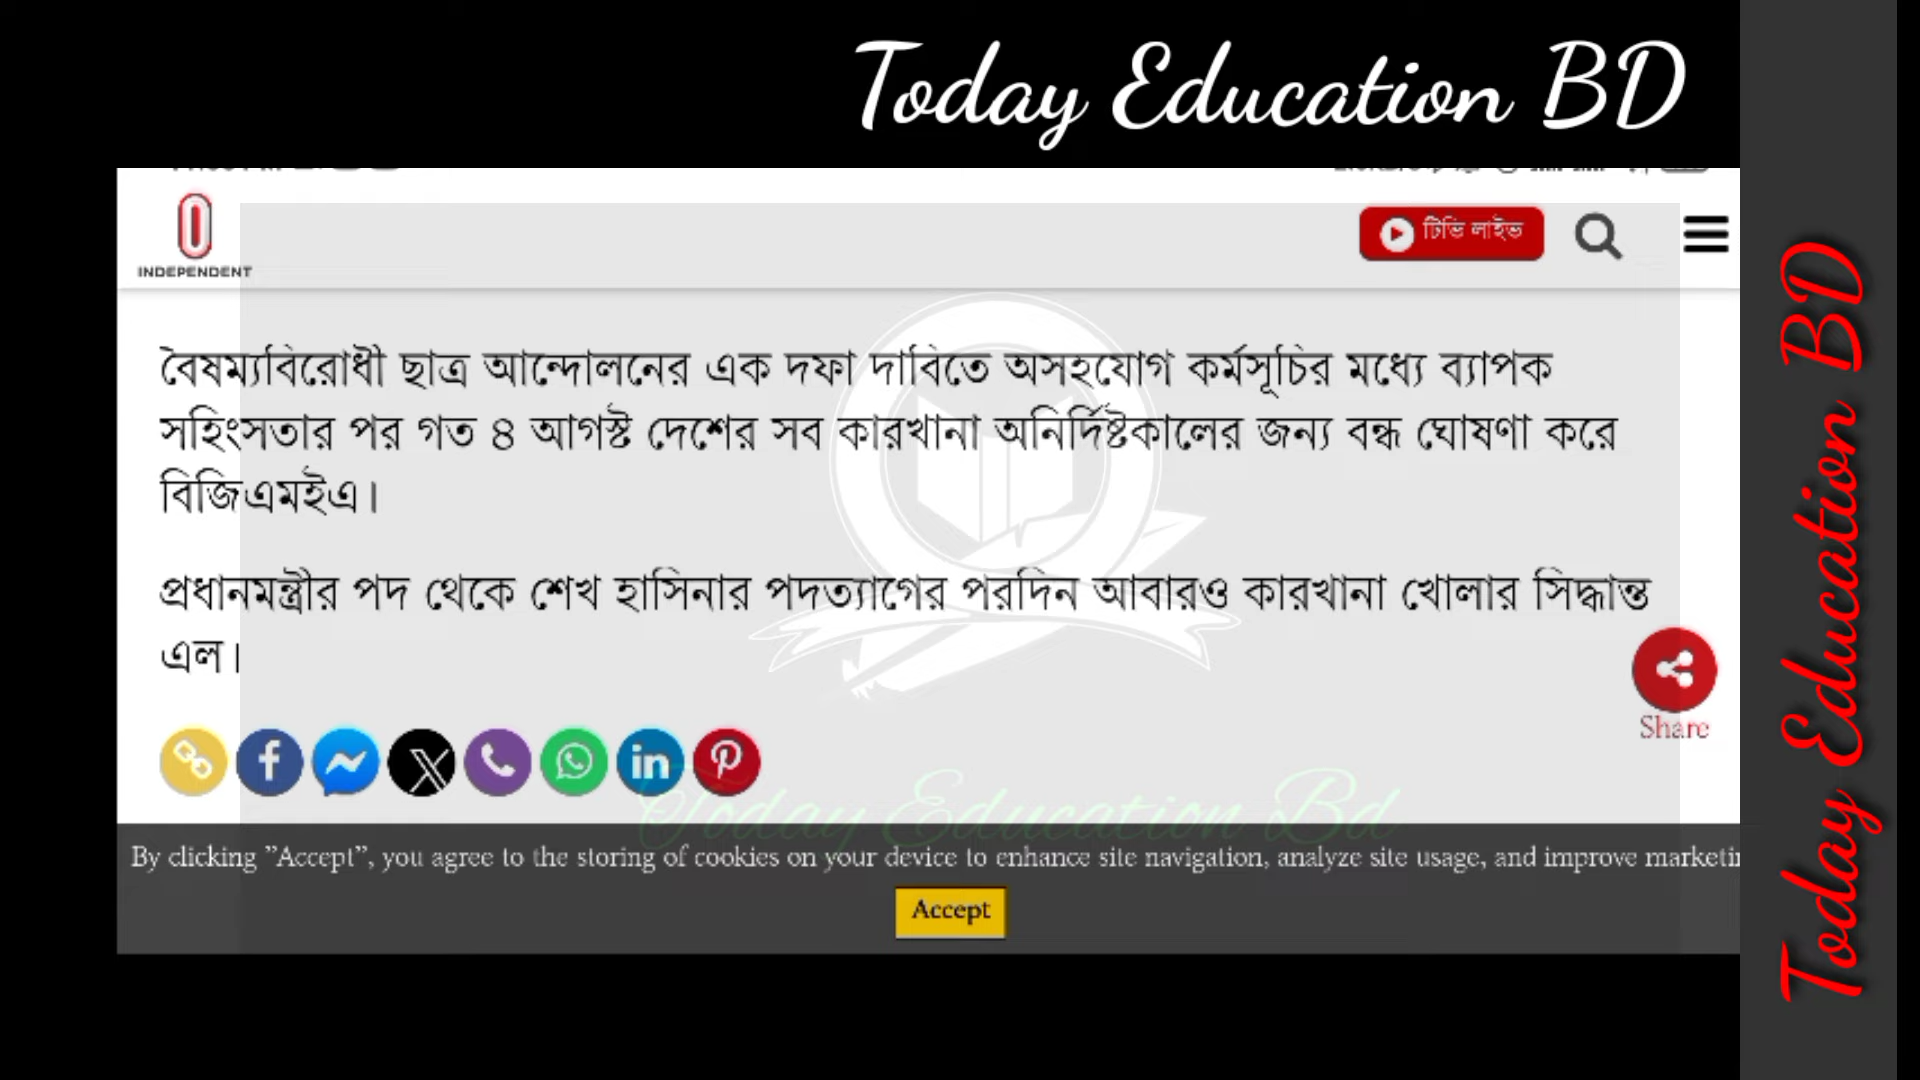 Today Education BD
INDEPENDENT
টিভি লাইভ
বৈষম্যবিরোধী ছাত্র আন্দোলনের এক দফা দাবিতে অসহযোগ কর্মসূচির মধ্যে ব্যাপক
সহিংসতার পর গত ৪ আগস্ট দেশের সব কারখানা অনির্দিষ্টকালের জন্য বন্ধ ঘোষণা করে
বিজিএমইএ।
প্রধানমন্ত্রীর পদ থেকে শেখ হাসিনার পদত্যাগের পরদিন আবারও কারখানা খোলার সিদ্ধান্ত
এল।
Share
Today Education Bd
By clicking "Accept", you agree to the storing of cookies on your device to enhance site navigation, analyze site usage, and improve
Accept
Today Education BD